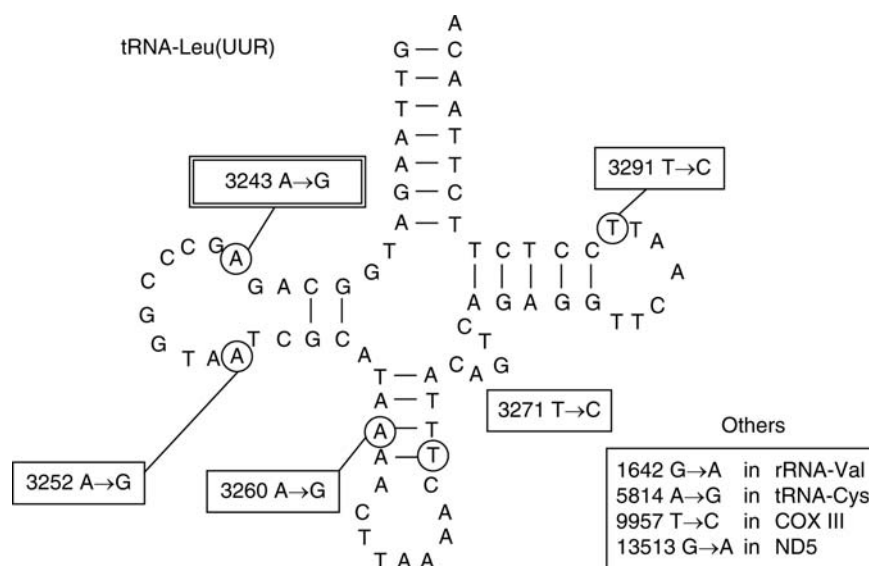 tRNA-Leu(UUR)
A
G C
T A
T A
A T
A T
G C
A T
3243 A→G
3291 T→C
T
C C C G A
C
G
G
T A A
G A C G G
T C G C A
T C T C C T T A
A G A G G T T C A
C T G A C
T A
A T
A T
A T
A C
C A
T T A A A A
3271 T→C
3252 A→G
3260 A→G
Others
1642 G→A in rRNA-Val
5814 A→G in tRNA-Cys
9957 T→C in COX III
13513 G→A in ND5